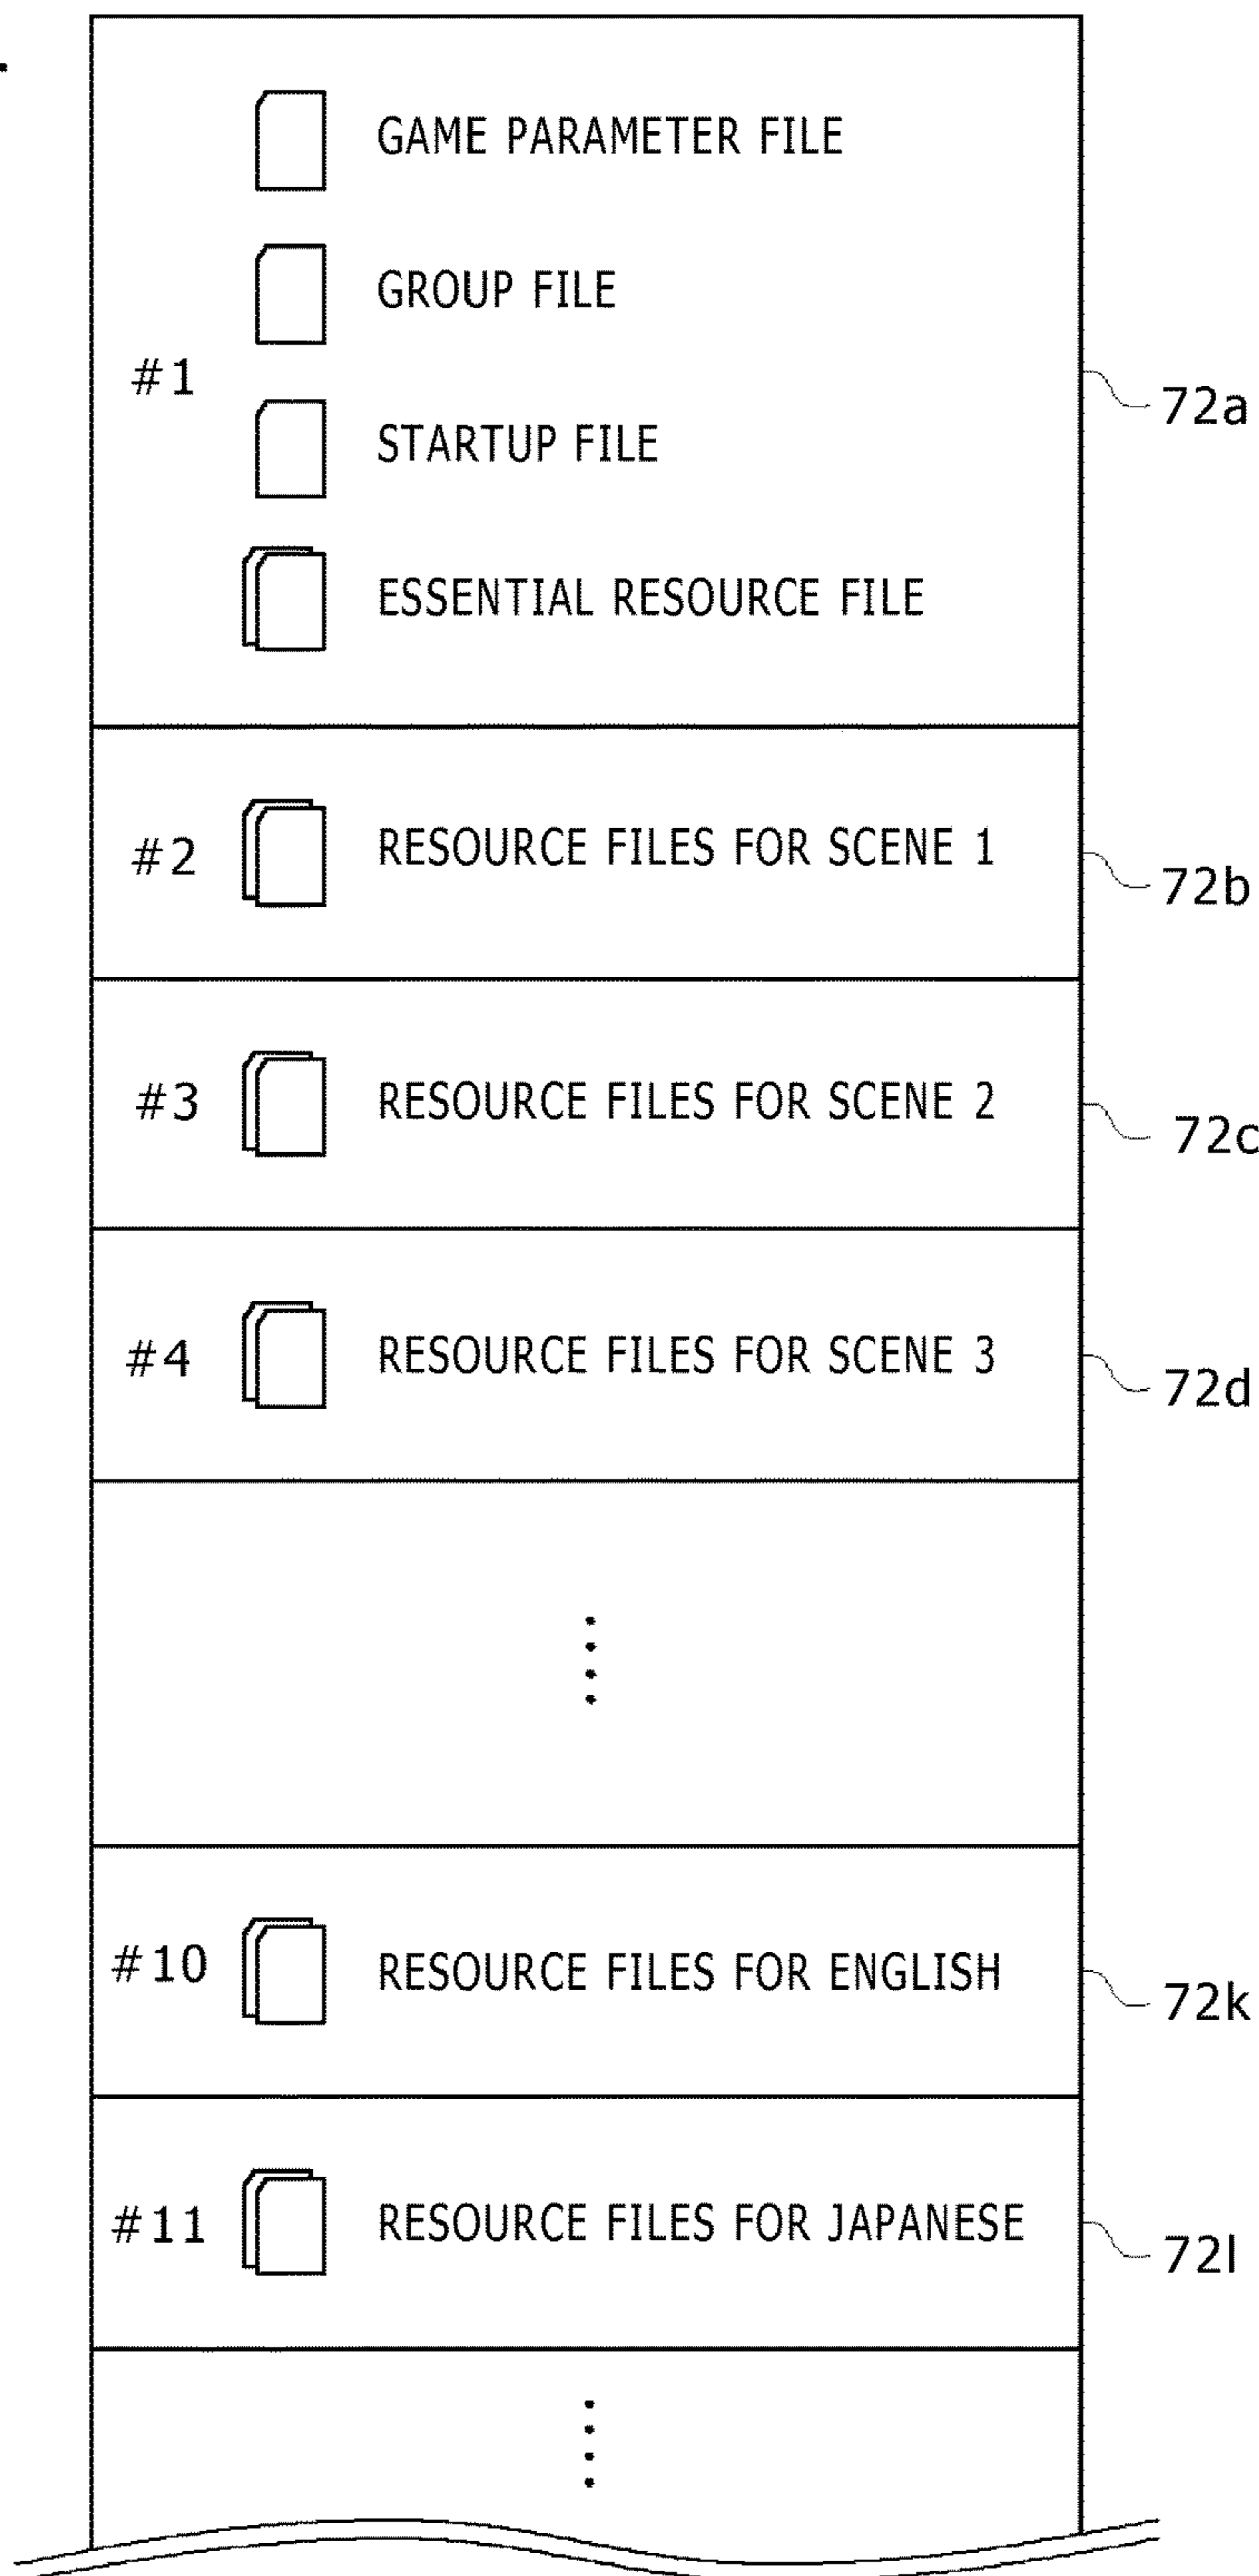 GAME PARAMETER FILE
GROUP FILE
#1
72a
STARTUP FILE
ESSENTIAL RESOURCE FILE
#2 RESOURCE FILES FOR SCENE 1
72b
#3 RESOURCE FILES FOR SCENE 2
72c
#4 RESOURCE FILES FOR SCENE 3
72d
#10 RESOURCE FILES FOR ENGLISH
72k
#11 RESOURCE FILES FOR JAPANESE
72l